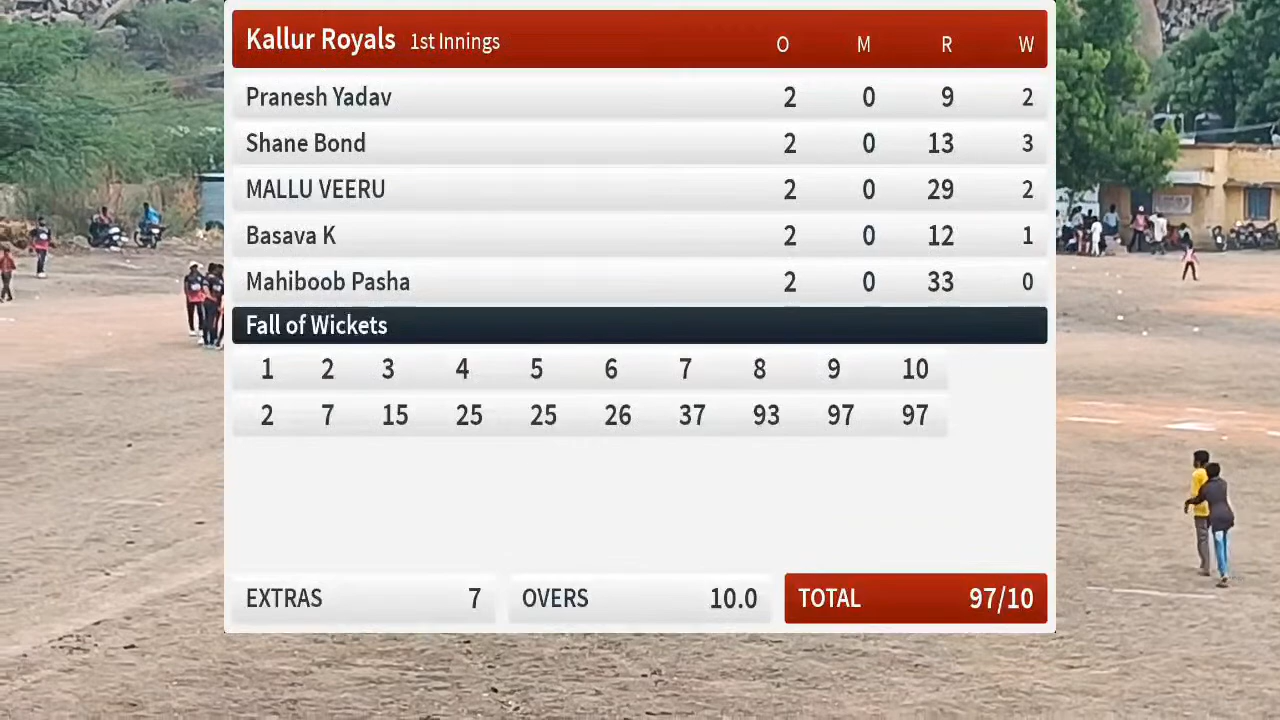 Kallur Royals 1st Innings O M R W
Pranesh Yadav 2 0 9 2
Shane Bond 2 0 13 3
MALLU VEERU 2 0 29 2
Basava K 2 0 12 1
Mahiboob Pasha 2 0 33 0
Fall of Wickets
1 2 3 4 5 6 7 8 9 10
2 7 15 25 25 26 37 93 97 97
EXTRAS 7 OVERS 10.0 TOTAL 97/10